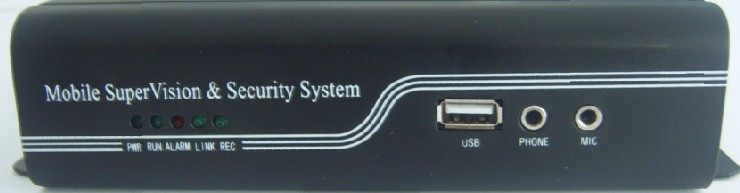 Mobile SuperVision & Security System
PWR RUN ALARM LINK REC
USB
PHONE
MIC